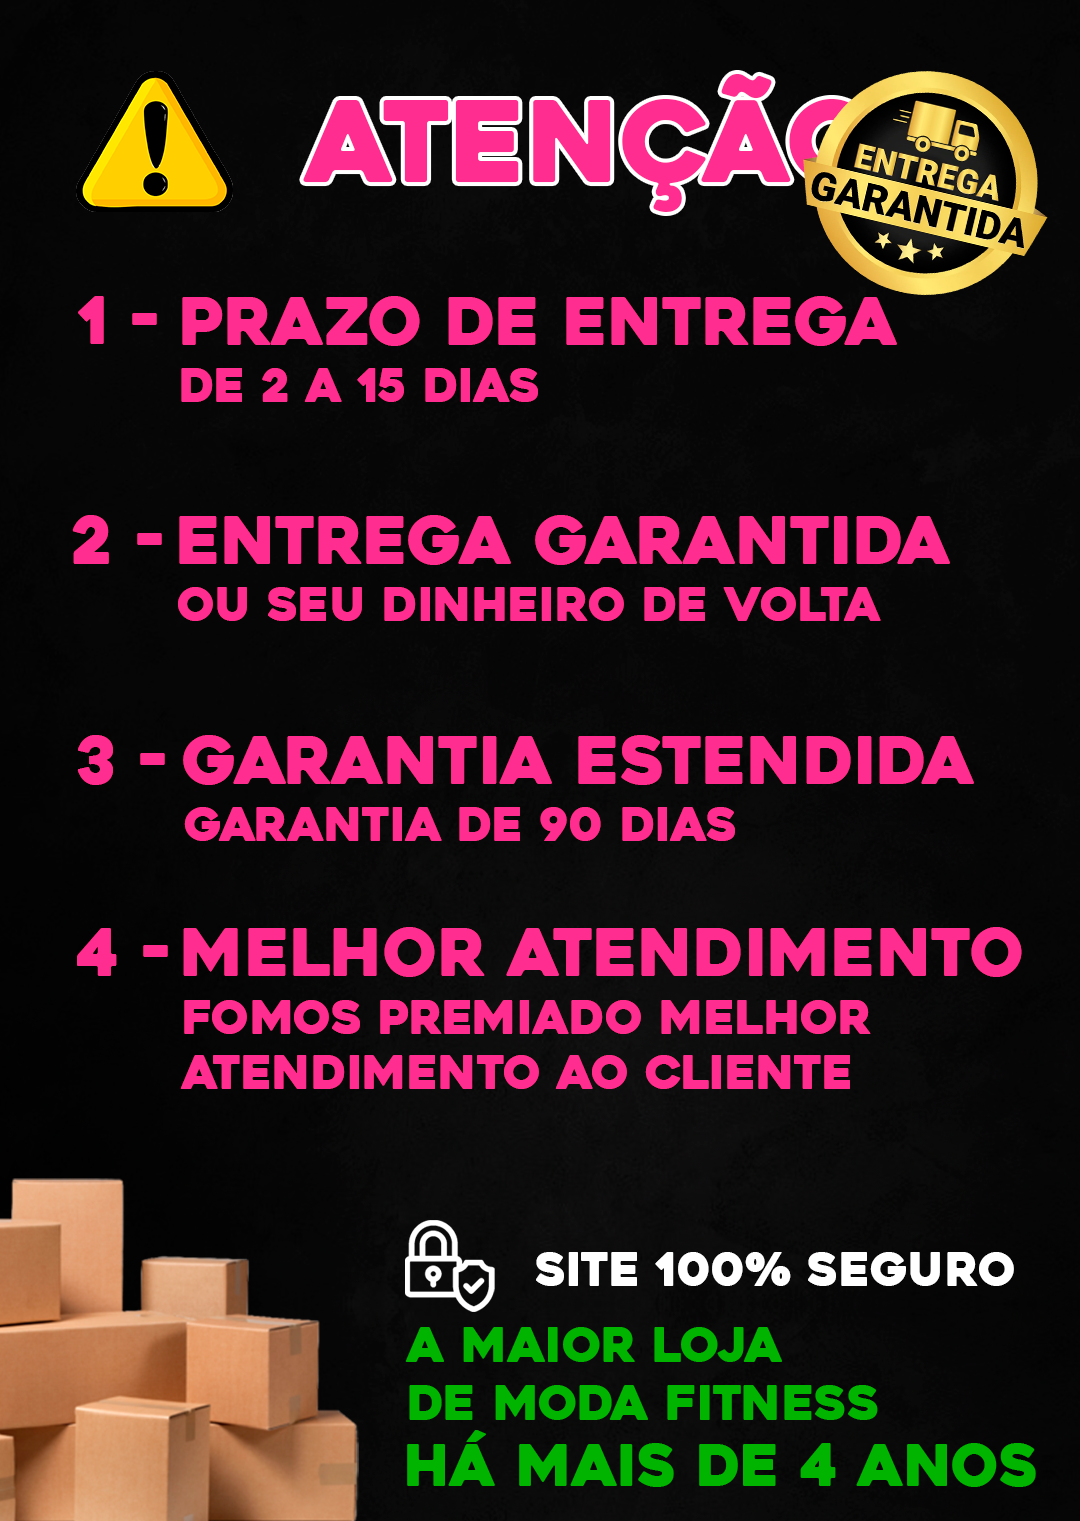 ATENÇÃO
ENTREGA
GARANTIDA
1 - PRAZO DE ENTREGA
DE 2 A 15 DIAS
2 - ENTREGA GARANTIDA
OU SEU DINHEIRO DE VOLTA
3 - GARANTIA ESTENDIDA
GARANTIA DE 90 DIAS
4 - MELHOR ATENDIMENTO
FOMOS PREMIADO MELHOR
ATENDIMENTO AO CLIENTE
SITE 100% SEGURO
A MAIOR LOJA
DE MODA FITNESS
HÁ MAIS DE 4 ANOS